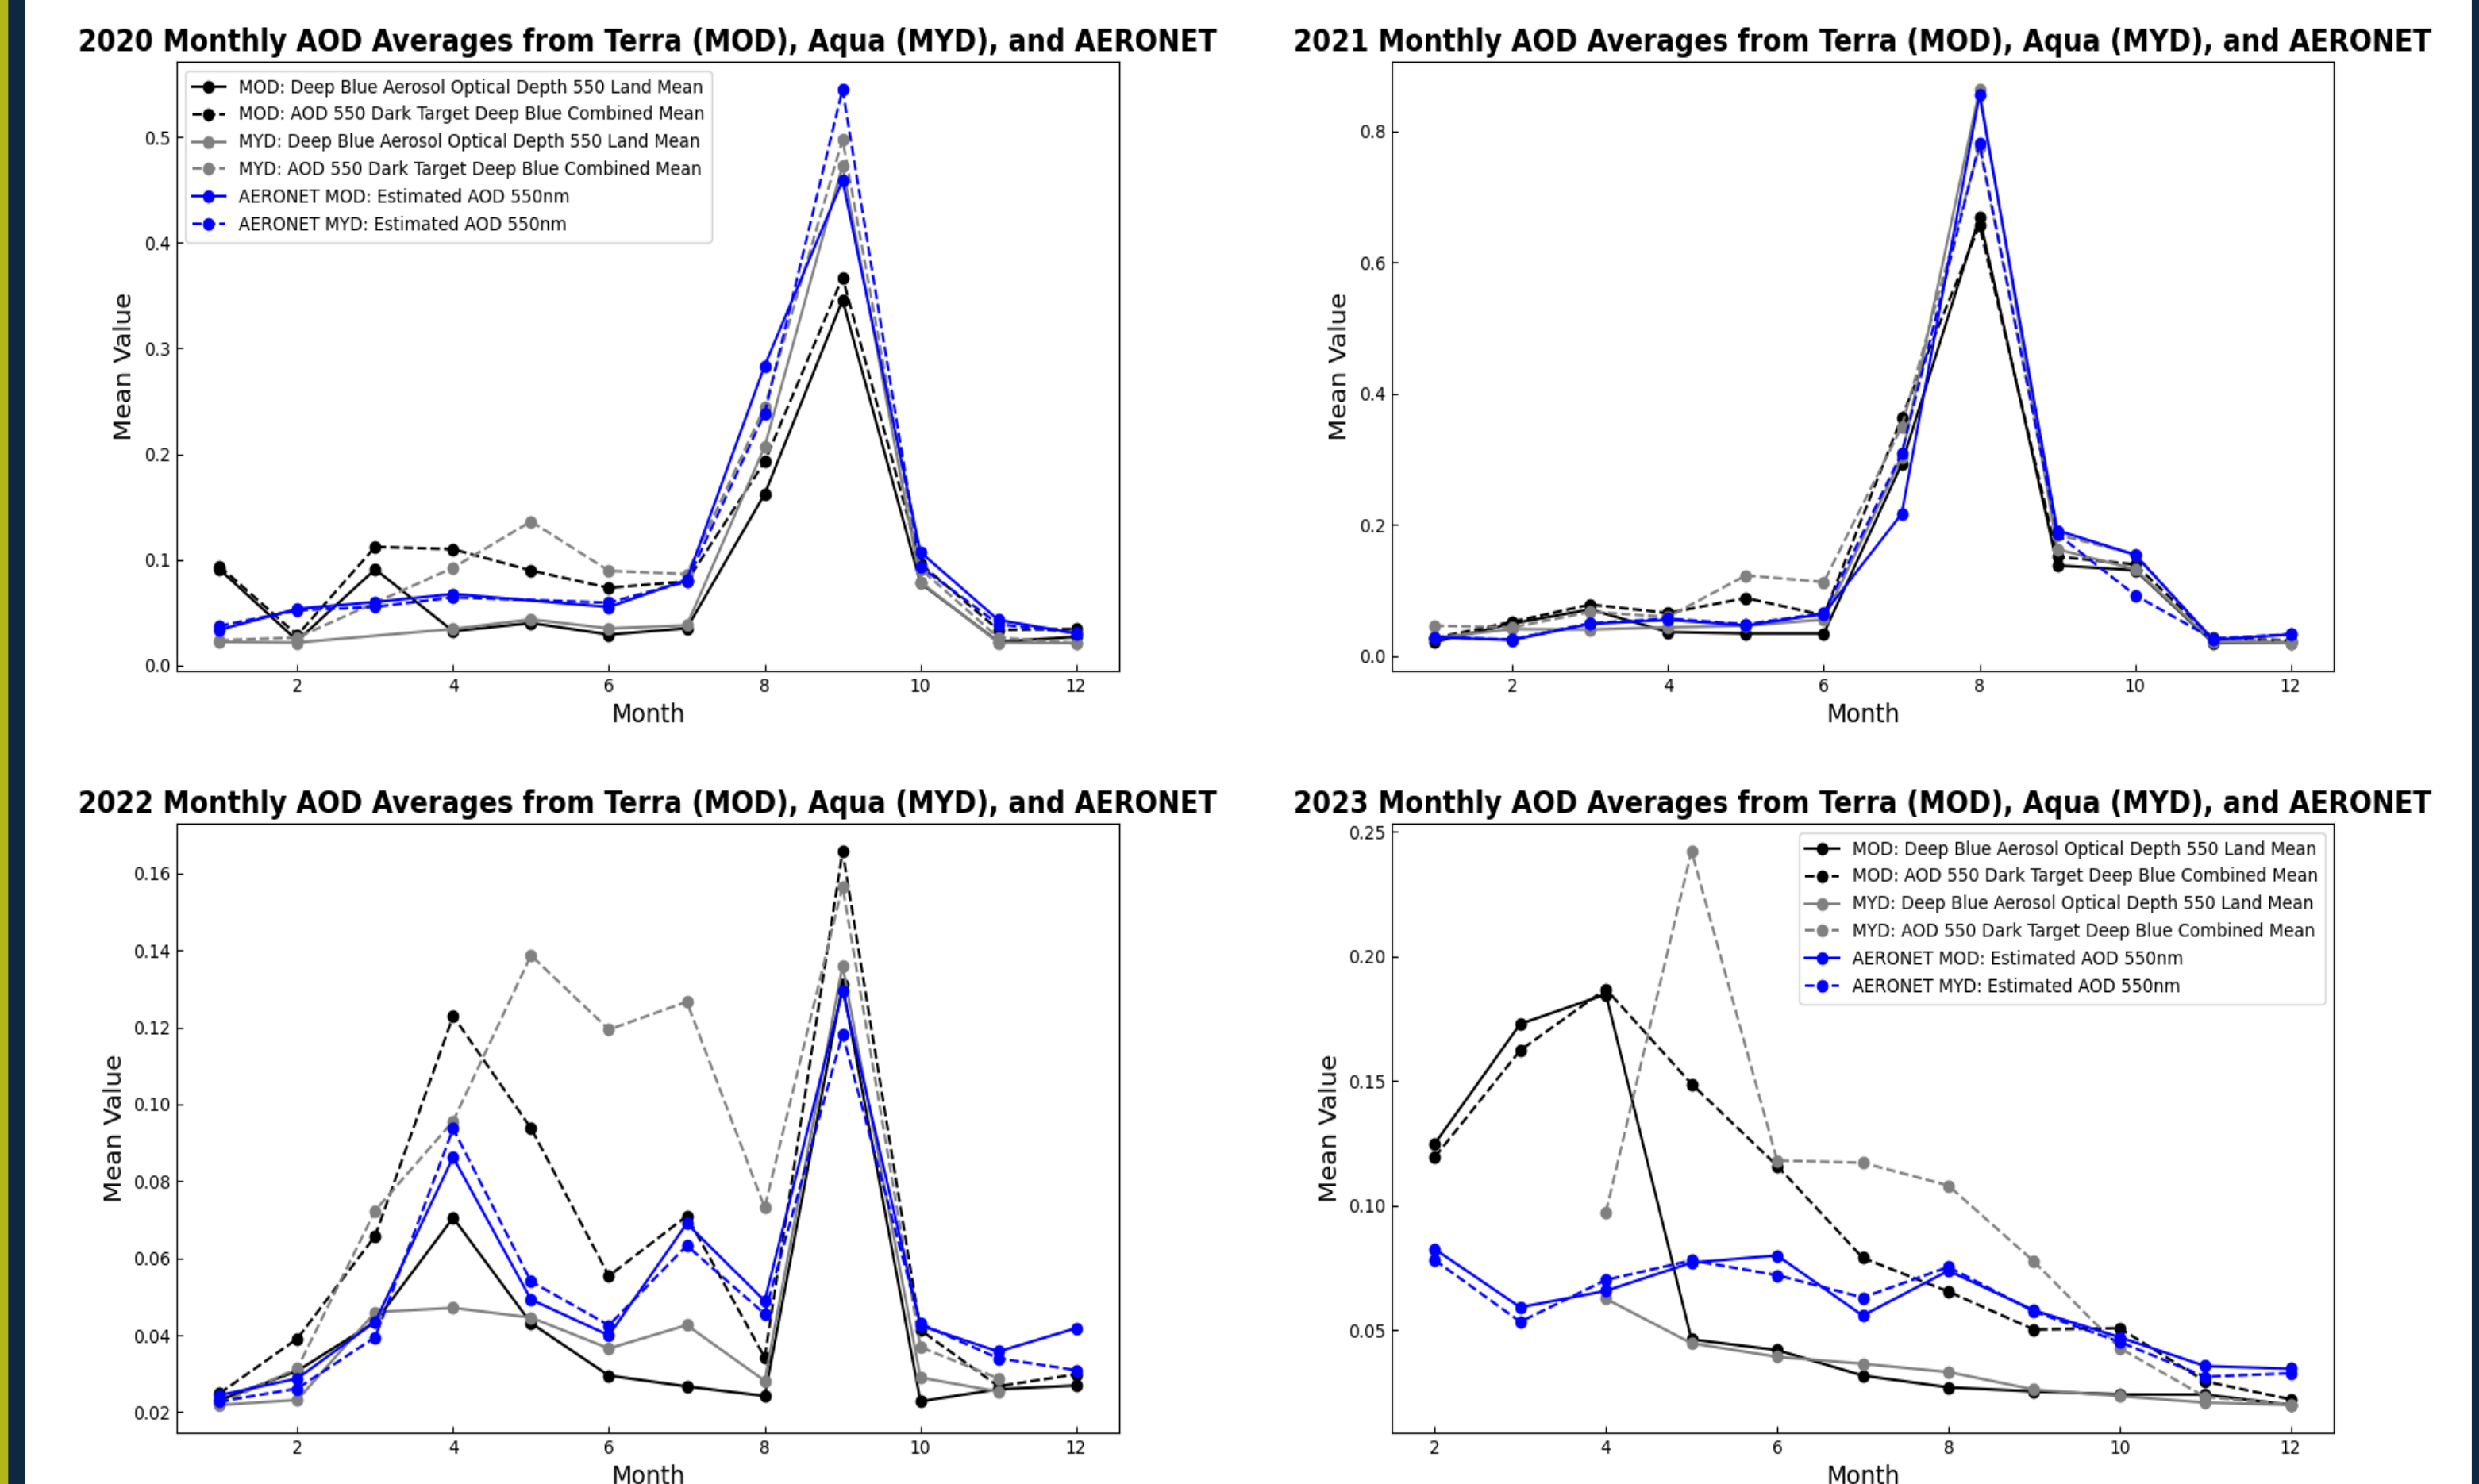 2020 Monthly AOD Averages from Terra (MOD), Aqua (MYD), and AERONET
MOD: Deep Blue Aerosol Optical Depth 550 Land Mean
MOD: AOD 550 Dark Target Deep Blue Combined Mean
MYD: Deep Blue Aerosol Optical Depth 550 Land Mean
MYD: AOD 550 Dark Target Deep Blue Combined Mean
AERONET MOD: Estimated AOD 550nm
AERONET MYD: Estimated AOD 550nm
0.5
0.4
0.3
0.2
0.1
0.0
Mean Value
2 4 6 8 10 12
Month
2021 Monthly AOD Averages from Terra (MOD), Aqua (MYD), and AERONET
0.8
0.6
0.4
0.2
0.0
Mean Value
2 4 6 8 10 12
Month
2022 Monthly AOD Averages from Terra (MOD), Aqua (MYD), and AERONET
0.16
0.14
0.12
0.10
0.08
0.06
0.04
0.02
Mean Value
2 4 6 8 10 12
Month
2023 Monthly AOD Averages from Terra (MOD), Aqua (MYD), and AERONET
MOD: Deep Blue Aerosol Optical Depth 550 Land Mean
MOD: AOD 550 Dark Target Deep Blue Combined Mean
MYD: Deep Blue Aerosol Optical Depth 550 Land Mean
MYD: AOD 550 Dark Target Deep Blue Combined Mean
AERONET MOD: Estimated AOD 550nm
AERONET MYD: Estimated AOD 550nm
0.25
0.20
0.15
0.10
0.05
Mean Value
2 4 6 8 10 12
Month